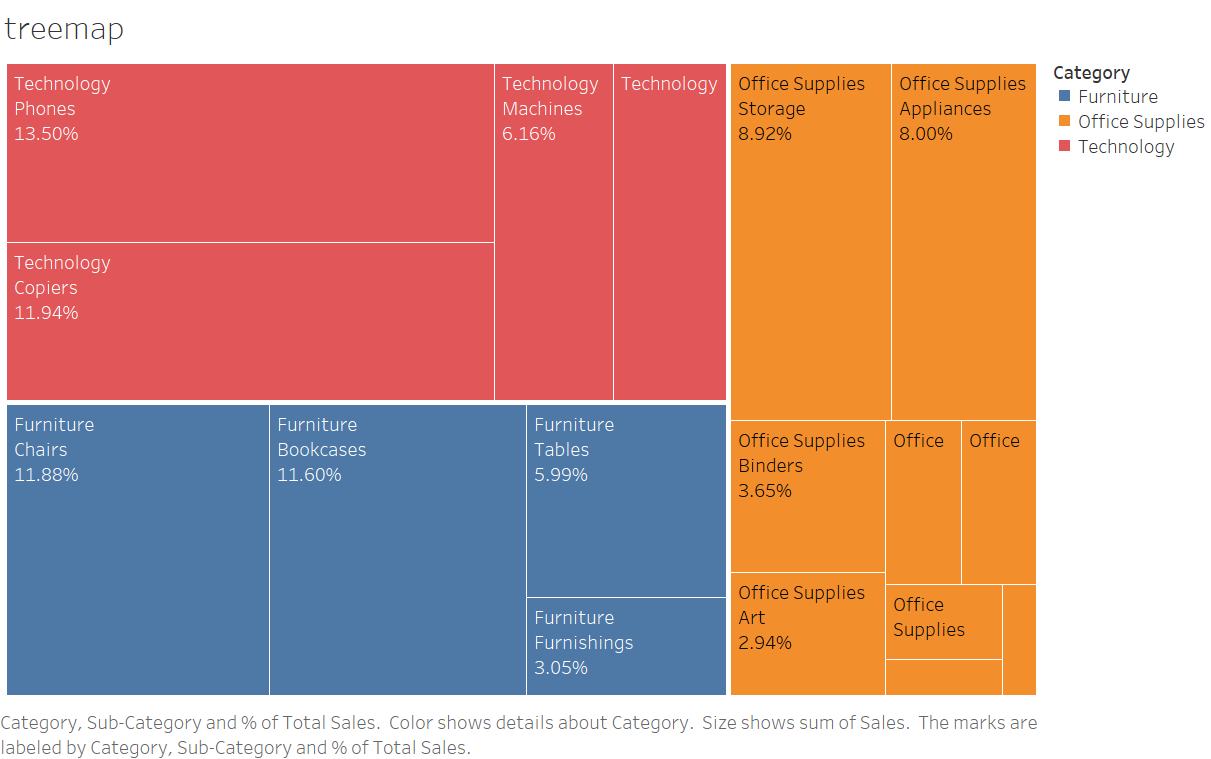 treemap
Technology
Phones
13.50%
Technology
Machines
6.16%
Technology
Technology
Copiers
11.94%
Furniture
Chairs
11.88%
Furniture
Bookcases
11.60%
Furniture
Tables
5.99%
Furniture
Furnishings
3.05%
Office Supplies
Storage
8.92%
Office Supplies
Appliances
8.00%
Office Supplies
Binders
3.65%
Office
Office
Office Supplies
Art
2.94%
Office
Supplies
Category
Furniture
Office Supplies
Technology
Category, Sub-Category and % of Total Sales.  Color shows details about Category.  Size shows sum of Sales.  The marks are
labeled by Category, Sub-Category and % of Total Sales.